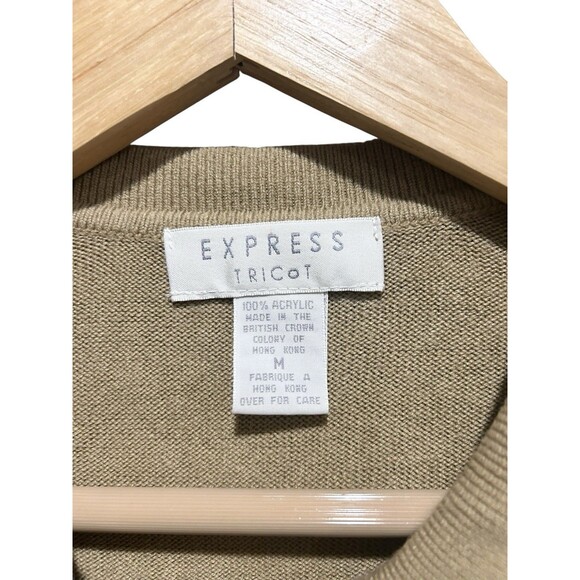 EXPRESS
TRICOT
100% ACRYLIC
MADE IN THE
BRITISH CROWN
COLONY OF
HONG KONG
M
FABRIQUE A
HONG KONG
OVER FOR CARE